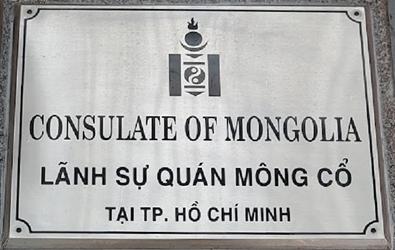 CONSULATE OF MONGOLIA
LÃNH SỰ QUÁN MÔNG CỔ
TẠI TP. HỒ CHÍ MINH